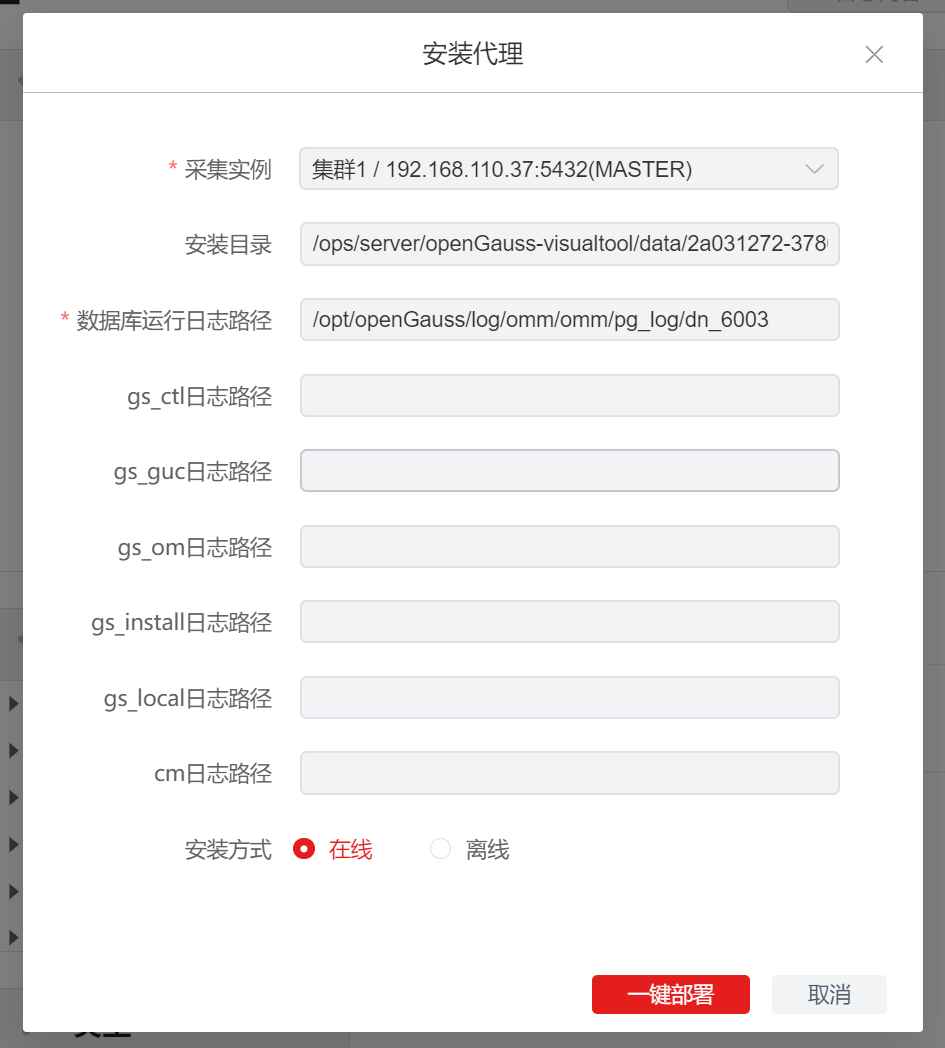 安装代理
* 采集实例
集群1 / 192.168.110.37:5432(MASTER)
安装目录
/ops/server/openGauss-visualtool/data/2a031272-378
* 数据库运行日志路径
/opt/openGauss/log/omm/omm/pg_log/dn_6003
gs_ctl日志路径
gs_guc日志路径
gs_om日志路径
gs_install日志路径
gs_local日志路径
cm日志路径
安装方式 在线 离线
一键部署 取消